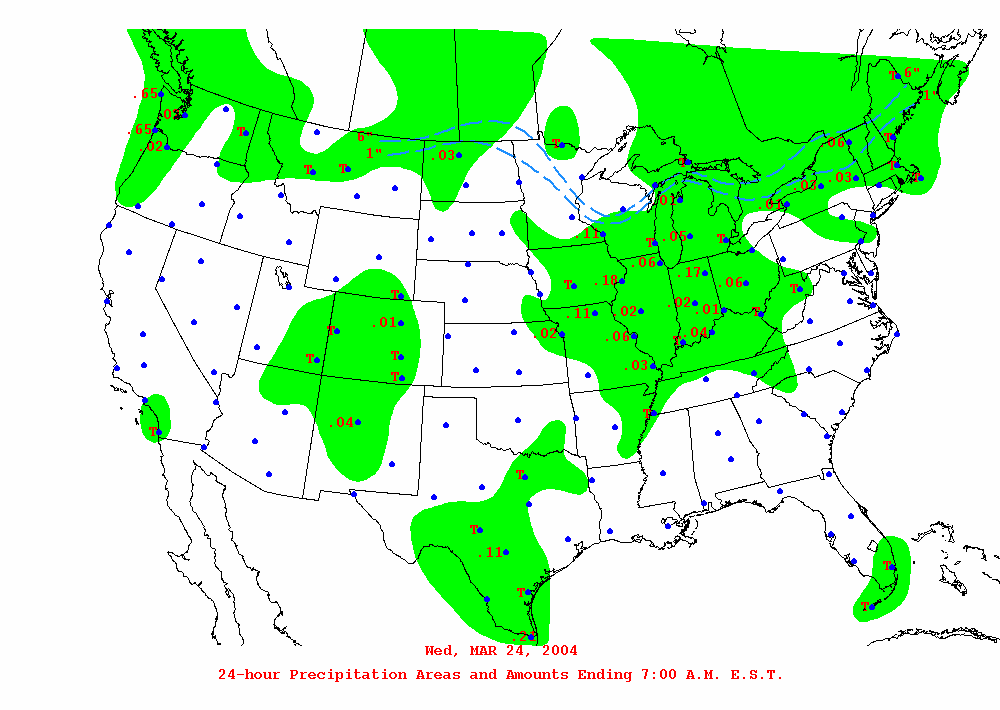 6"
1"
.65
T
6"
.65
.02
T
1"
.03
T
.06
T
T
T
T
T
.03
.03
T
.01
.11
T
.05
T
.06
.17
T
.18
.06
T
T
.11
.02
.02
.01
T
.01
T
.02
.06
.04
T
T
T
.03
T
T
.04
T
T
T
.11
T
T
T
Wed, MAR 24, 2004
24-hour Precipitation Areas and Amounts Ending 7:00 A.M. E.S.T.